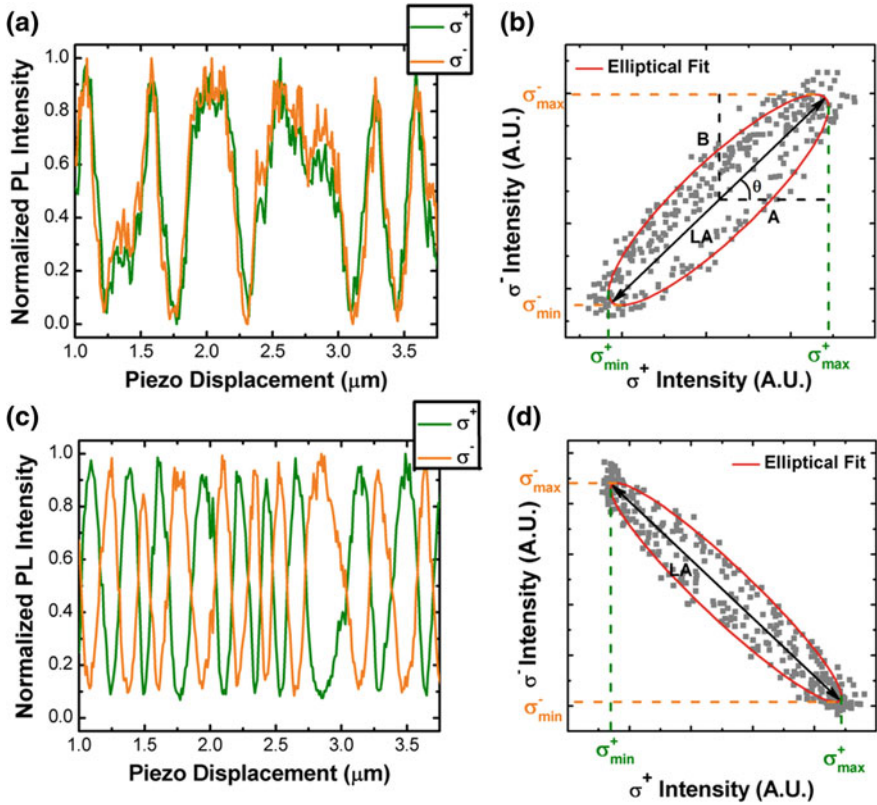 (a)
σ+
σ-
Normalized PL Intensity
1.0
0.8
0.6
0.4
0.2
0.0
1.0 1.5 2.0 2.5 3.0 3.5
Piezo Displacement (μm)
(b)
Elliptical Fit
σ-max
σ- Intensity (A.U.)
B
θ
A
LA
σ-min
σ+min
σ+max
σ+ Intensity (A.U.)
(c)
σ+
σ-
Normalized PL Intensity
1.0
0.8
0.6
0.4
0.2
0.0
1.0 1.5 2.0 2.5 3.0 3.5
Piezo Displacement (μm)
(d)
Elliptical Fit
σ-max
σ- Intensity (A.U.)
LA
σ-min
σ+min
σ+max
σ+ Intensity (A.U.)